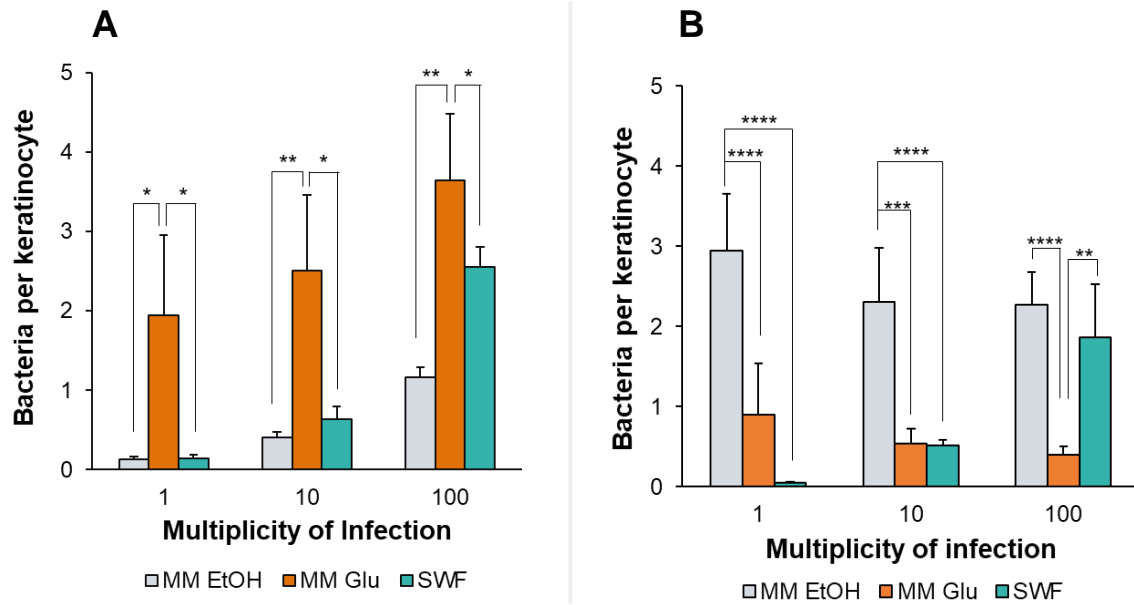 A
Bacteria per keratinocyte
5
4
3
2
1
0
* *
** *
** *
1 10 100
Multiplicity of Infection
MM EtOH MM Glu SWF
B
Bacteria per keratinocyte
5
4
3
2
1
0
****
****
****
***
**** **
1 10 100
Multiplicity of infection
MM EtOH MM Glu SWF